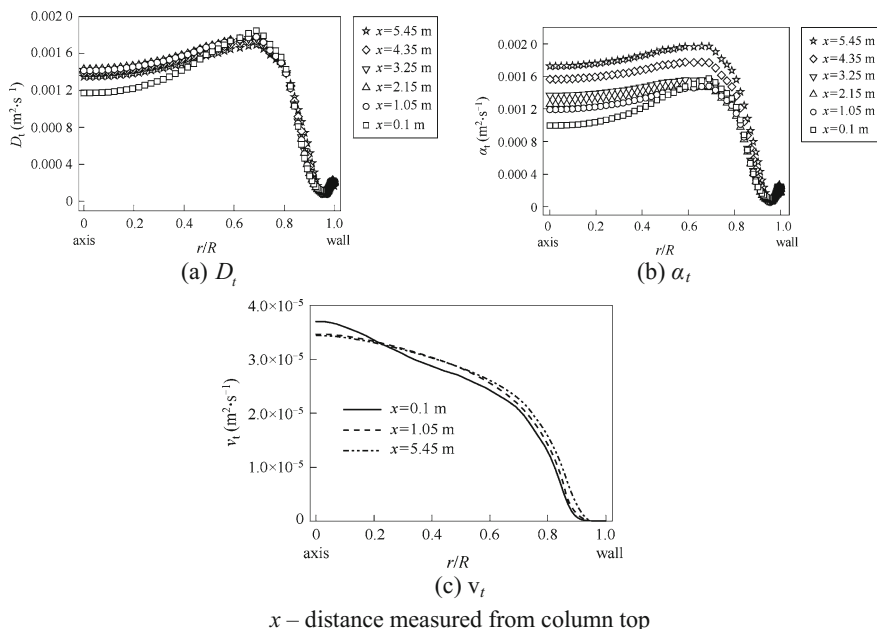 0.002 0
0.001 6
0.001 2
0.000 8
0.000 4
0
Dt (m²·s⁻¹)
0 0.2 0.4 0.6 0.8 1.0
axis wall
r/R
x=5.45 m
x=4.35 m
x=3.25 m
x=2.15 m
x=1.05 m
x=0.1 m
(a) Dt
0.002 0
0.001 6
0.001 2
0.000 8
0.000 4
0
αt (m²·s⁻¹)
0 0.2 0.4 0.6 0.8 1.0
axis wall
r/R
x=5.45 m
x=4.35 m
x=3.25 m
x=2.15 m
x=1.05 m
x=0.1 m
(b) αt
4.0×10⁻⁵
3.0×10⁻⁵
2.0×10⁻⁵
1.0×10⁻⁵
0
νt (m²·s⁻¹)
x=0.1 m
x=1.05 m
x=5.45 m
0 0.2 0.4 0.6 0.8 1.0
axis wall
r/R
(c) vt
x – distance measured from column top